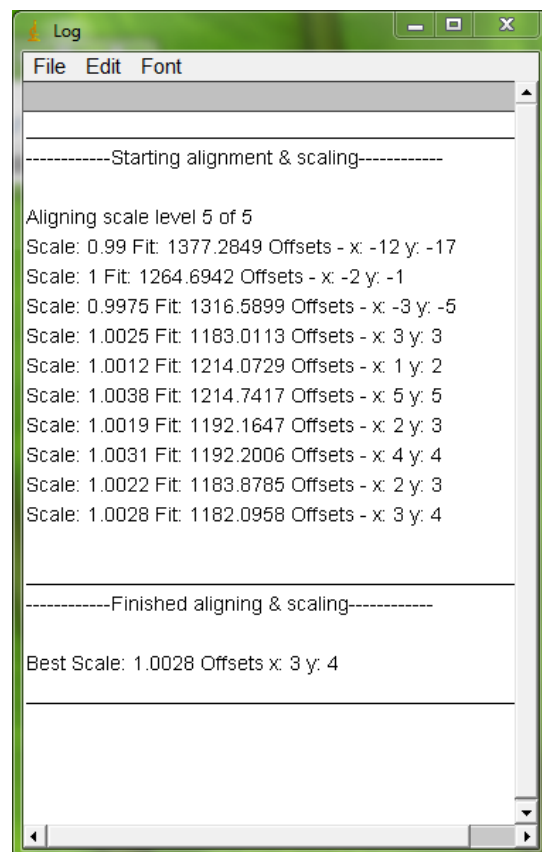 Log
File Edit Font
------------Starting alignment & scaling------------
Aligning scale level 5 of 5
Scale: 0.99 Fit: 1377.2849 Offsets - x: -12 y: -17
Scale: 1 Fit: 1264.6942 Offsets - x: -2 y: -1
Scale: 0.9975 Fit: 1316.5899 Offsets - x: -3 y: -5
Scale: 1.0025 Fit: 1183.0113 Offsets - x: 3 y: 3
Scale: 1.0012 Fit: 1214.0729 Offsets - x: 1 y: 2
Scale: 1.0038 Fit: 1214.7417 Offsets - x: 5 y: 5
Scale: 1.0019 Fit: 1192.1647 Offsets - x: 2 y: 3
Scale: 1.0031 Fit: 1192.2006 Offsets - x: 4 y: 4
Scale: 1.0022 Fit: 1183.8785 Offsets - x: 2 y: 3
Scale: 1.0028 Fit: 1182.0958 Offsets - x: 3 y: 4
------------Finished aligning & scaling------------
Best Scale: 1.0028 Offsets x: 3 y: 4